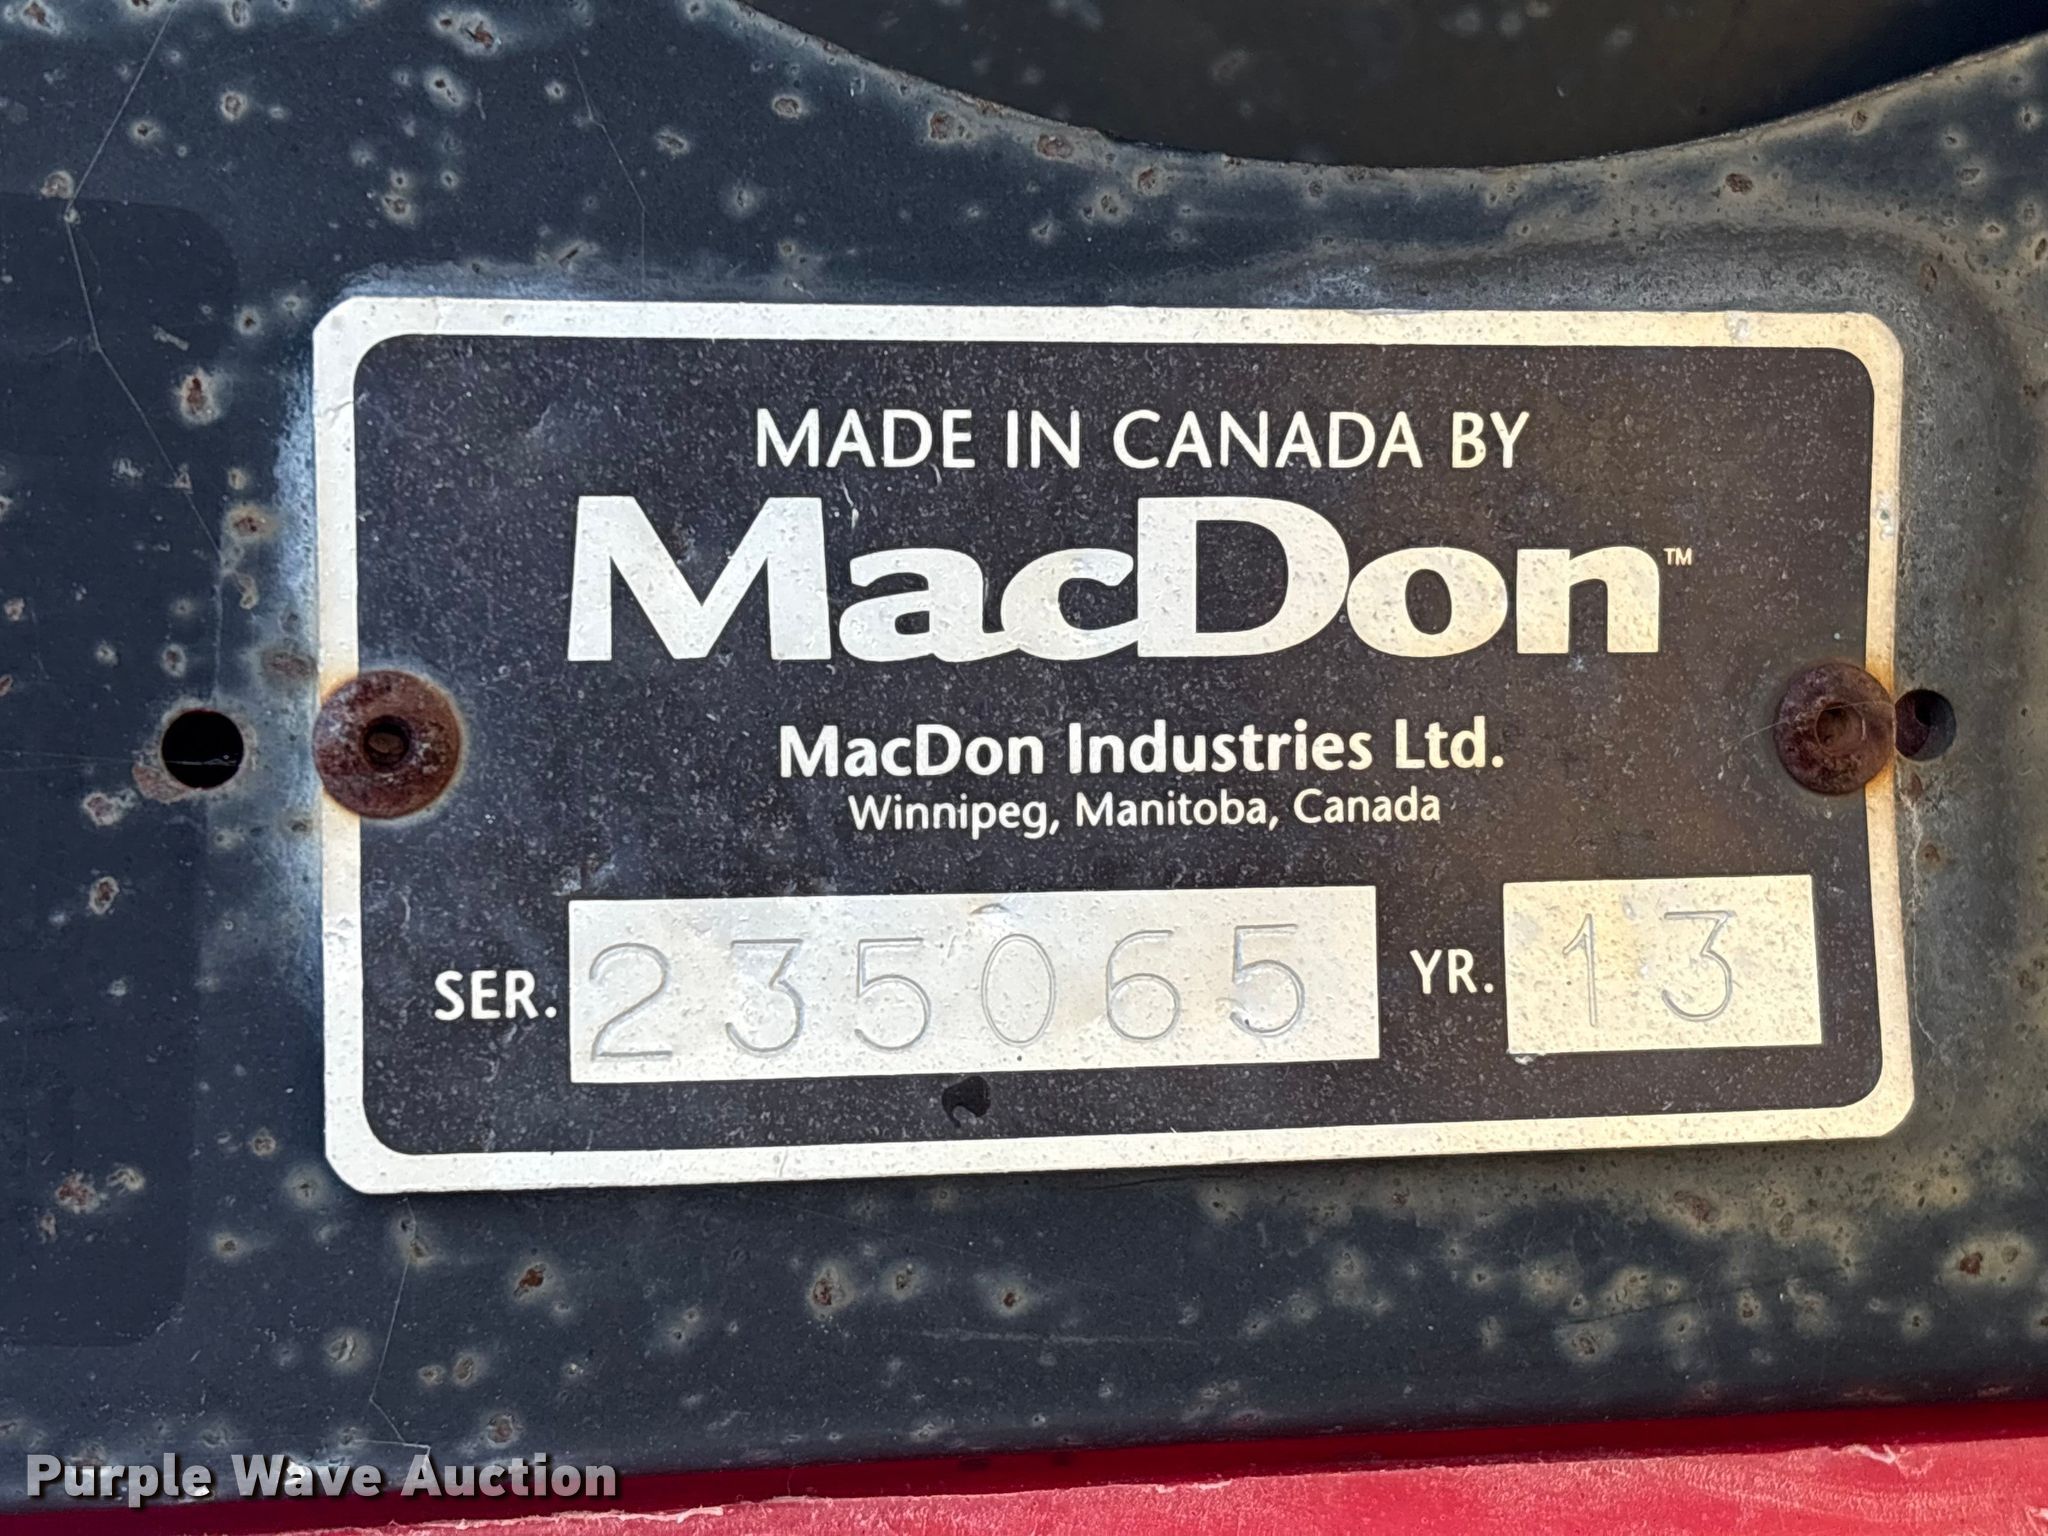 MADE IN CANADA BY
MacDon™
MacDon Industries Ltd.
Winnipeg, Manitoba, Canada
SER. 235065 YR. 13
Purple Wave Auction